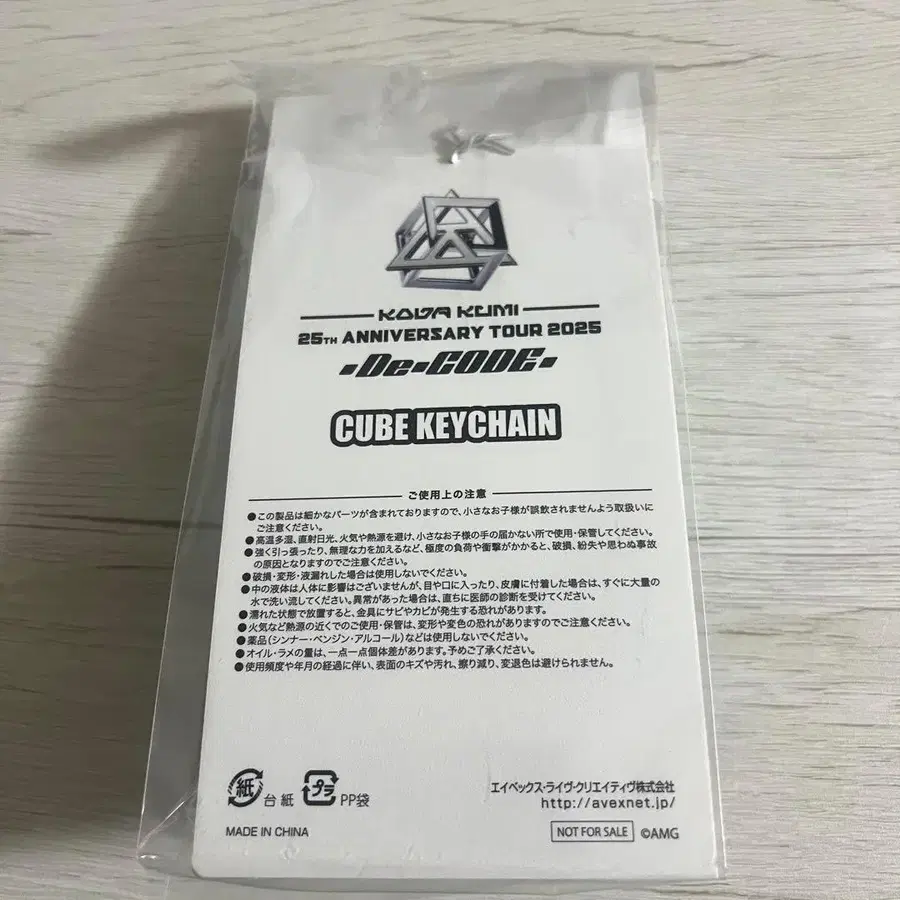 KODA KUMI
25TH ANNIVERSARY TOUR 2025
-De-CODE-
CUBE KEYCHAIN
ご使用上の注意
●この製品は細かなパーツが含まれておりますので、小さなお子様が誤飲されませんよう取扱いに
ご注意ください。
●高温多湿、直射日光、火気や熱源を避け、小さなお子様の手の届かない所で使用・保管してください。
●強く引っ張ったり、無理な力を加えるなど、極度の負荷や衝撃がかかると、破損、紛失や思わぬ事故
の原因となりますのでご注意ください。
●破損・変形・液漏れした場合は使用しないでください。
●中の液体は人体に影響はございませんが、目や口に入ったり、皮膚に付着した場合は、すぐに大量の
水で洗い流してください。異常があった場合は、直ちに医師の診断を受けてください。
●濡れた状態で放置すると、金具にサビやカビが発生する恐れがあります。
●火気など熱源の近くでのご使用・保管は、変形や変色の恐れがありますのでご注意ください。
●薬品(シンナー・ベンジン・アルコール)などは使用しないでください。
●オイル・ラメの量は、一点一点個体差があります。予めご了承ください。
●使用頻度や年月の経過に伴い、表面のキズや汚れ、擦り減り、変退色は避けられません。
紙 台紙 プラ PP袋
エイベックス・ライヴ・クリエイティヴ株式会社
http://avexnet.jp/
MADE IN CHINA
NOT FOR SALE ©AMG